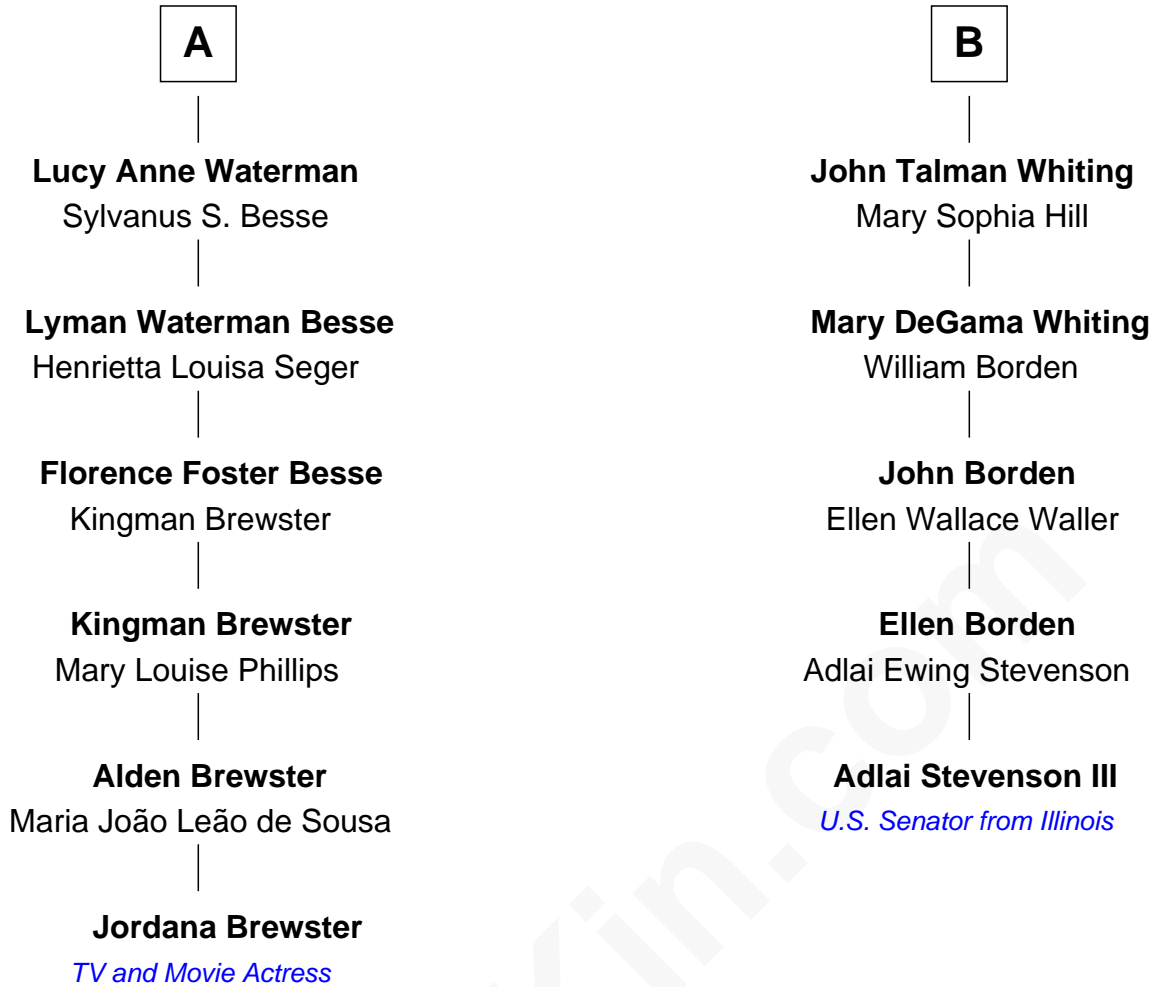 A
Lucy Anne Waterman
Sylvanus S. Besse
Lyman Waterman Besse
Henrietta Louisa Seger
Florence Foster Besse
Kingman Brewster
Kingman Brewster
Mary Louise Phillips
Alden Brewster
Maria João Leão de Sousa
Jordana Brewster
TV and Movie Actress
B
John Talman Whiting
Mary Sophia Hill
Mary DeGama Whiting
William Borden
John Borden
Ellen Wallace Waller
Ellen Borden
Adlai Ewing Stevenson
Adlai Stevenson III
U.S. Senator from Illinois
Kin.com